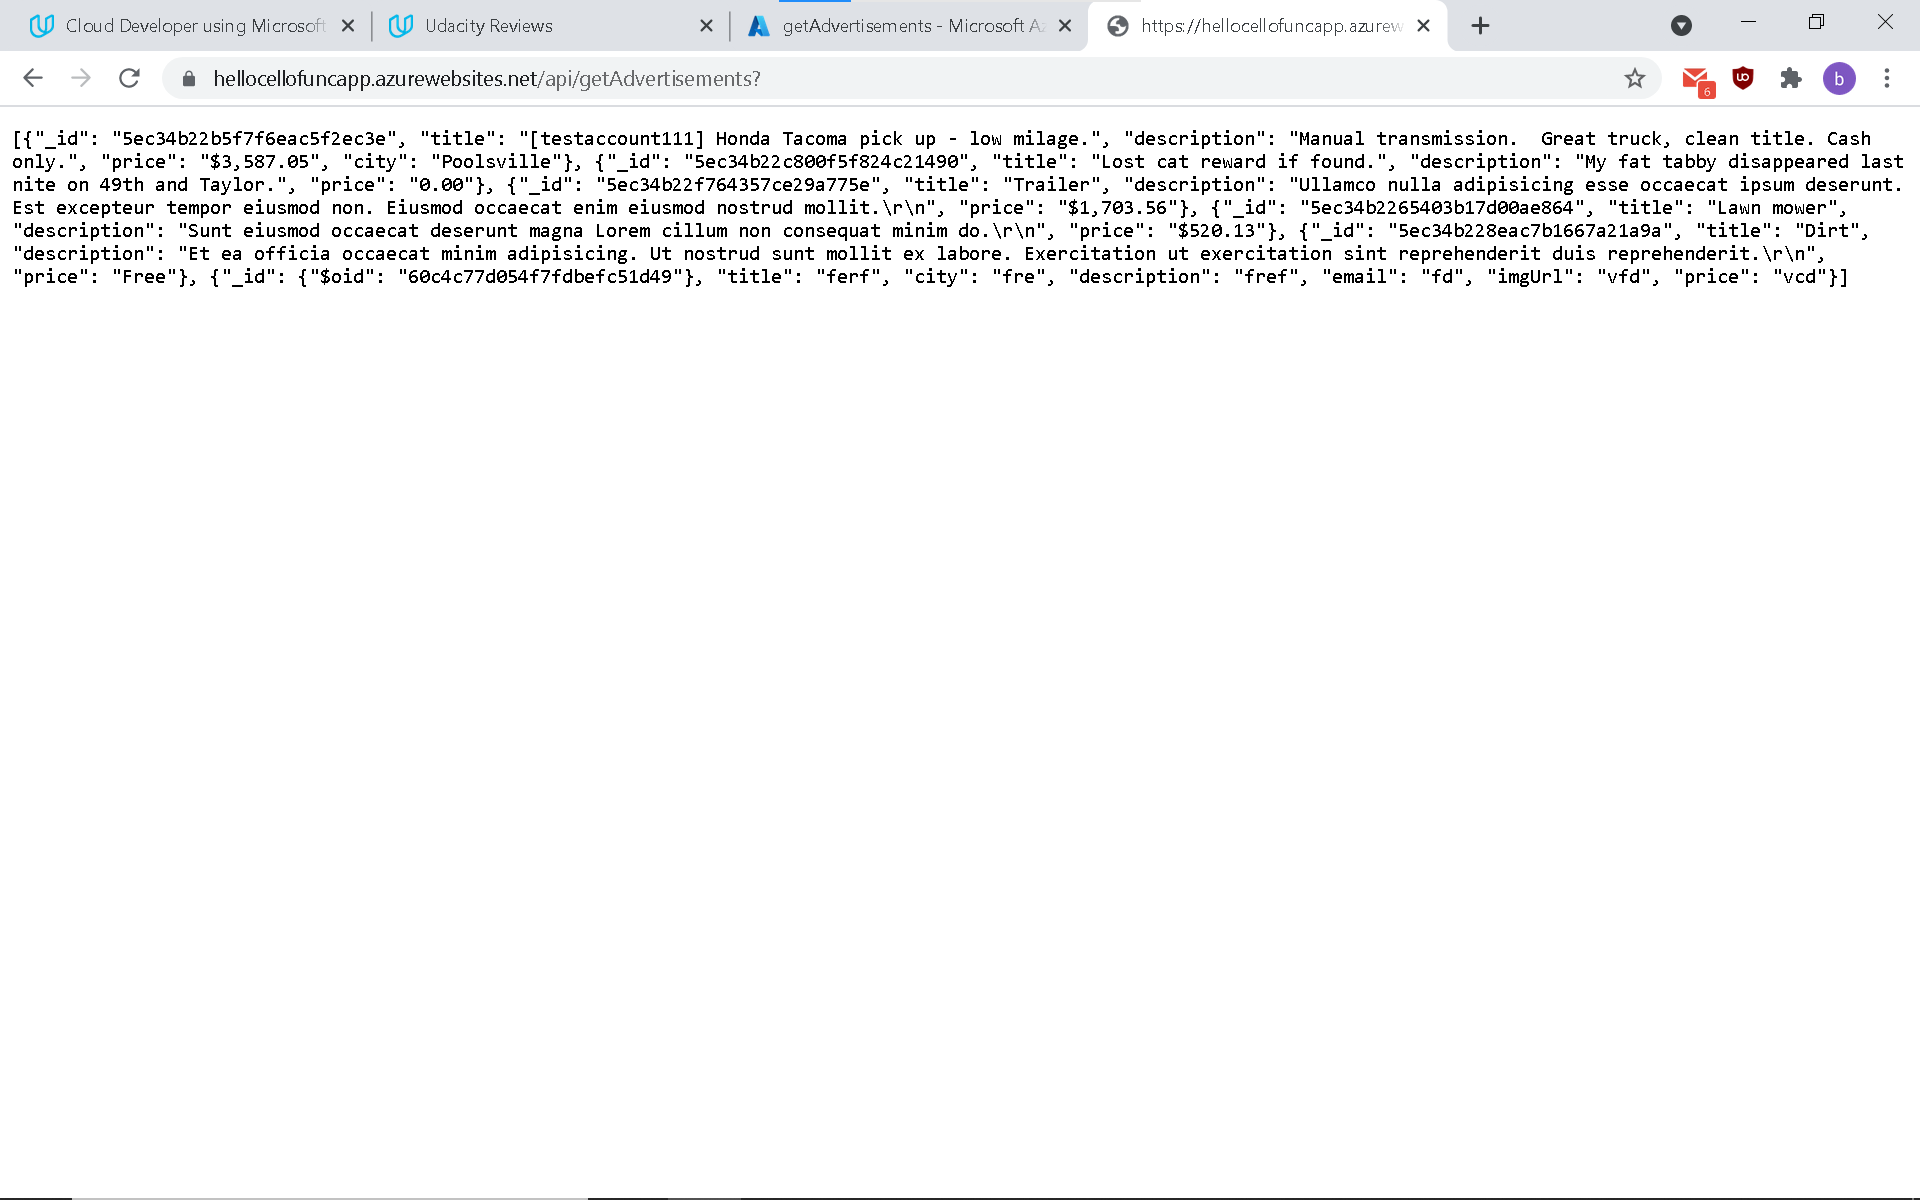 Cloud Developer using Microsoft
Udacity Reviews
getAdvertisements - Microsoft Az
https://hellocellofuncapp.azurew
hellocellofuncapp.azurewebsites.net/api/getAdvertisements?
6
b
[{"_id": "5ec34b22b5f7f6eac5f2ec3e", "title": "[testaccount111] Honda Tacoma pick up - low milage.", "description": "Manual transmission.  Great truck, clean title. Cash
only.", "price": "$3,587.05", "city": "Poolsville"}, {"_id": "5ec34b22c800f5f824c21490", "title": "Lost cat reward if found.", "description": "My fat tabby disappeared last
nite on 49th and Taylor.", "price": "0.00"}, {"_id": "5ec34b22f764357ce29a775e", "title": "Trailer", "description": "Ullamco nulla adipisicing esse occaecat ipsum deserunt.
Est excepteur tempor eiusmod non. Eiusmod occaecat enim eiusmod nostrud mollit.\r\n", "price": "$1,703.56"}, {"_id": "5ec34b2265403b17d00ae864", "title": "Lawn mower",
"description": "Sunt eiusmod occaecat deserunt magna Lorem cillum non consequat minim do.\r\n", "price": "$520.13"}, {"_id": "5ec34b228eac7b1667a21a9a", "title": "Dirt",
"description": "Et ea officia occaecat minim adipisicing. Ut nostrud sunt mollit ex labore. Exercitation ut exercitation sint reprehenderit duis reprehenderit.\r\n",
"price": "Free"}, {"_id": {"$oid": "60c4c77d054f7fdbefc51d49"}, "title": "ferf", "city": "fre", "description": "fref", "email": "fd", "imgUrl": "vfd", "price": "vcd"}]